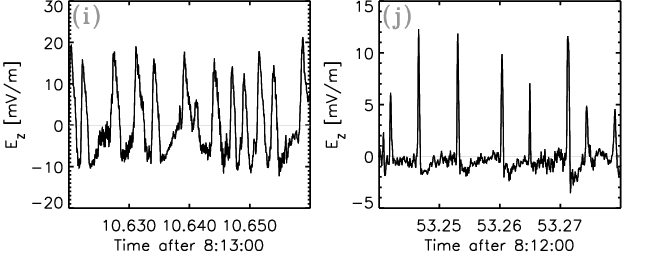 30
20
10
0
−10
−20
(i)
E_z [mV/m]
10.630 10.640 10.650
Time after 8:13:00
15
10
5
0
−5
(j)
E_z [mV/m]
53.25 53.26 53.27
Time after 8:12:00